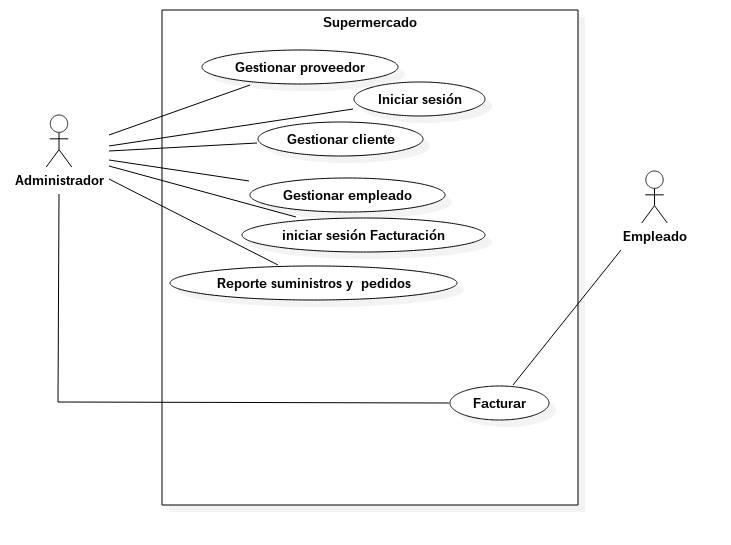 Supermercado
Gestionar proveedor
Iniciar sesión
Gestionar cliente
Administrador
Gestionar empleado
iniciar sesión Facturación
Empleado
Reporte suministros y  pedidos
Facturar